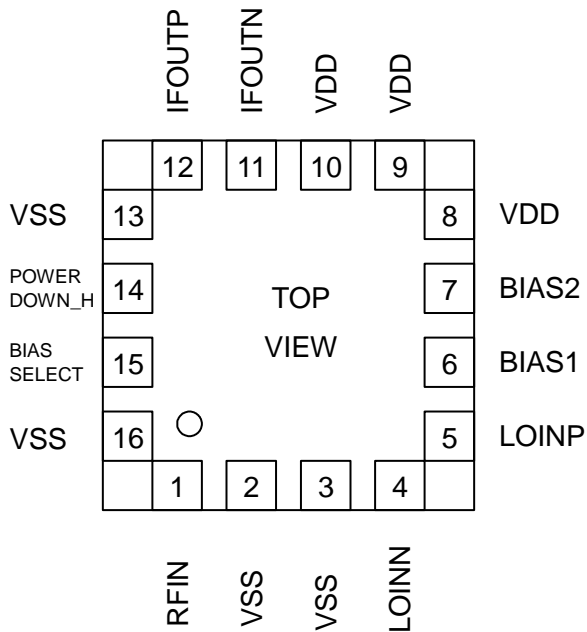 IFOUTP
IFOUTN
VDD
VDD
12
11
10
9
VSS
13
8
VDD
POWER
DOWN_H
14
TOP
VIEW
7
BIAS2
BIAS
SELECT
15
6
BIAS1
VSS
16
5
LOINP
1
2
3
4
RFIN
VSS
VSS
LOINN